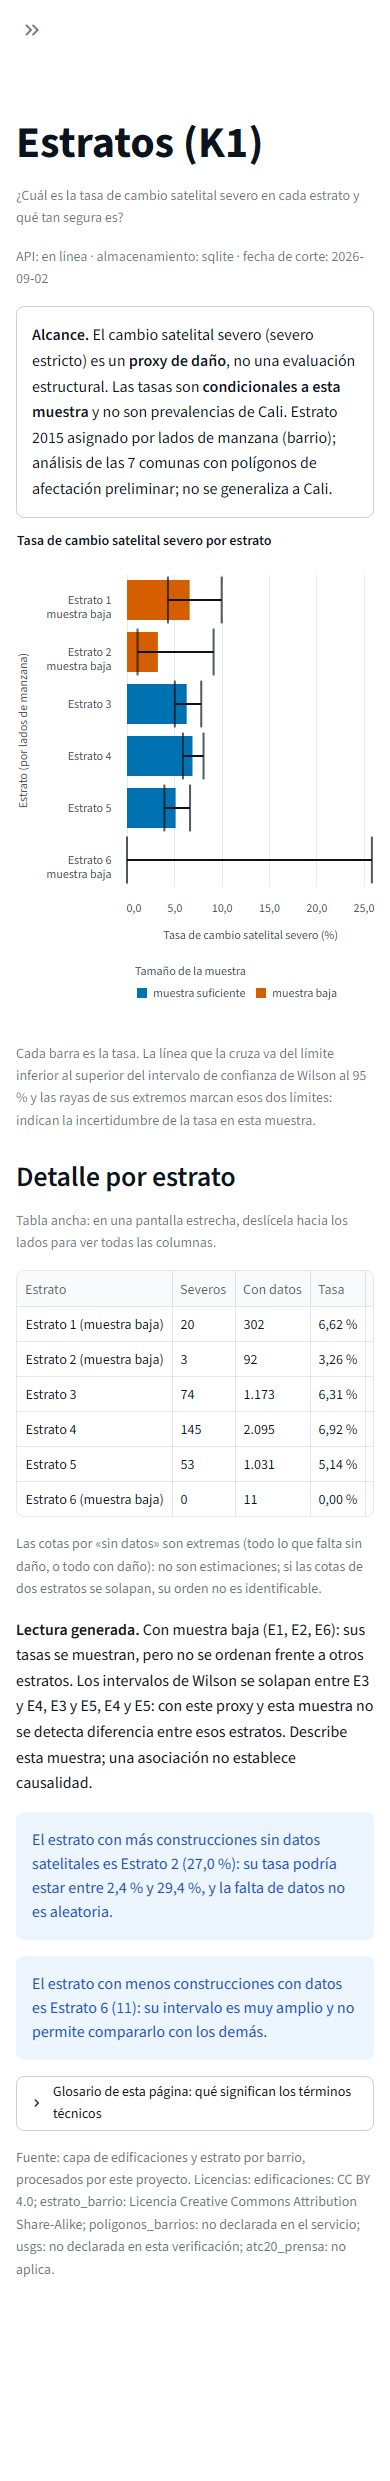 Estratos (K1)
¿Cuál es la tasa de cambio satelital severo en cada estrato y
qué tan segura es?
API: en línea · almacenamiento: sqlite · fecha de corte: 2026-
09-02
Alcance. El cambio satelital severo (severo
estricto) es un proxy de daño, no una evaluación
estructural. Las tasas son condicionales a esta
muestra y no son prevalencias de Cali. Estrato
2015 asignado por lados de manzana (barrio);
análisis de las 7 comunas con polígonos de
afectación preliminar; no se generaliza a Cali.
Tasa de cambio satelital severo por estrato
Estrato (por lados de manzana)
Estrato 1
muestra baja
Estrato 2
muestra baja
Estrato 3
Estrato 4
Estrato 5
Estrato 6
muestra baja
0,0 5,0 10,0 15,0 20,0 25,0
Tasa de cambio satelital severo (%)
Tamaño de la muestra
muestra suficiente muestra baja
Cada barra es la tasa. La línea que la cruza va del límite
inferior al superior del intervalo de confianza de Wilson al 95
% y las rayas de sus extremos marcan esos dos límites:
indican la incertidumbre de la tasa en esta muestra.
Detalle por estrato
Tabla ancha: en una pantalla estrecha, deslícela hacia los
lados para ver todas las columnas.
Estrato Severos Con datos Tasa
Estrato 1 (muestra baja) 20 302 6,62 %
Estrato 2 (muestra baja) 3 92 3,26 %
Estrato 3 74 1.173 6,31 %
Estrato 4 145 2.095 6,92 %
Estrato 5 53 1.031 5,14 %
Estrato 6 (muestra baja) 0 11 0,00 %
Las cotas por «sin datos» son extremas (todo lo que falta sin
daño, o todo con daño): no son estimaciones; si las cotas de
dos estratos se solapan, su orden no es identificable.
Lectura generada. Con muestra baja (E1, E2, E6): sus
tasas se muestran, pero no se ordenan frente a otros
estratos. Los intervalos de Wilson se solapan entre E3
y E4, E3 y E5, E4 y E5: con este proxy y esta muestra no
se detecta diferencia entre esos estratos. Describe
esta muestra; una asociación no establece
causalidad.
El estrato con más construcciones sin datos
satelitales es Estrato 2 (27,0 %): su tasa podría
estar entre 2,4 % y 29,4 %, y la falta de datos no
es aleatoria.
El estrato con menos construcciones con datos
es Estrato 6 (11): su intervalo es muy amplio y no
permite compararlo con los demás.
Glosario de esta página: qué significan los términos
técnicos
Fuente: capa de edificaciones y estrato por barrio,
procesados por este proyecto. Licencias: edificaciones: CC BY
4.0; estrato_barrio: Licencia Creative Commons Attribution
Share-Alike; poligonos_barrios: no declarada en el servicio;
usgs: no declarada en esta verificación; atc20_prensa: no
aplica.